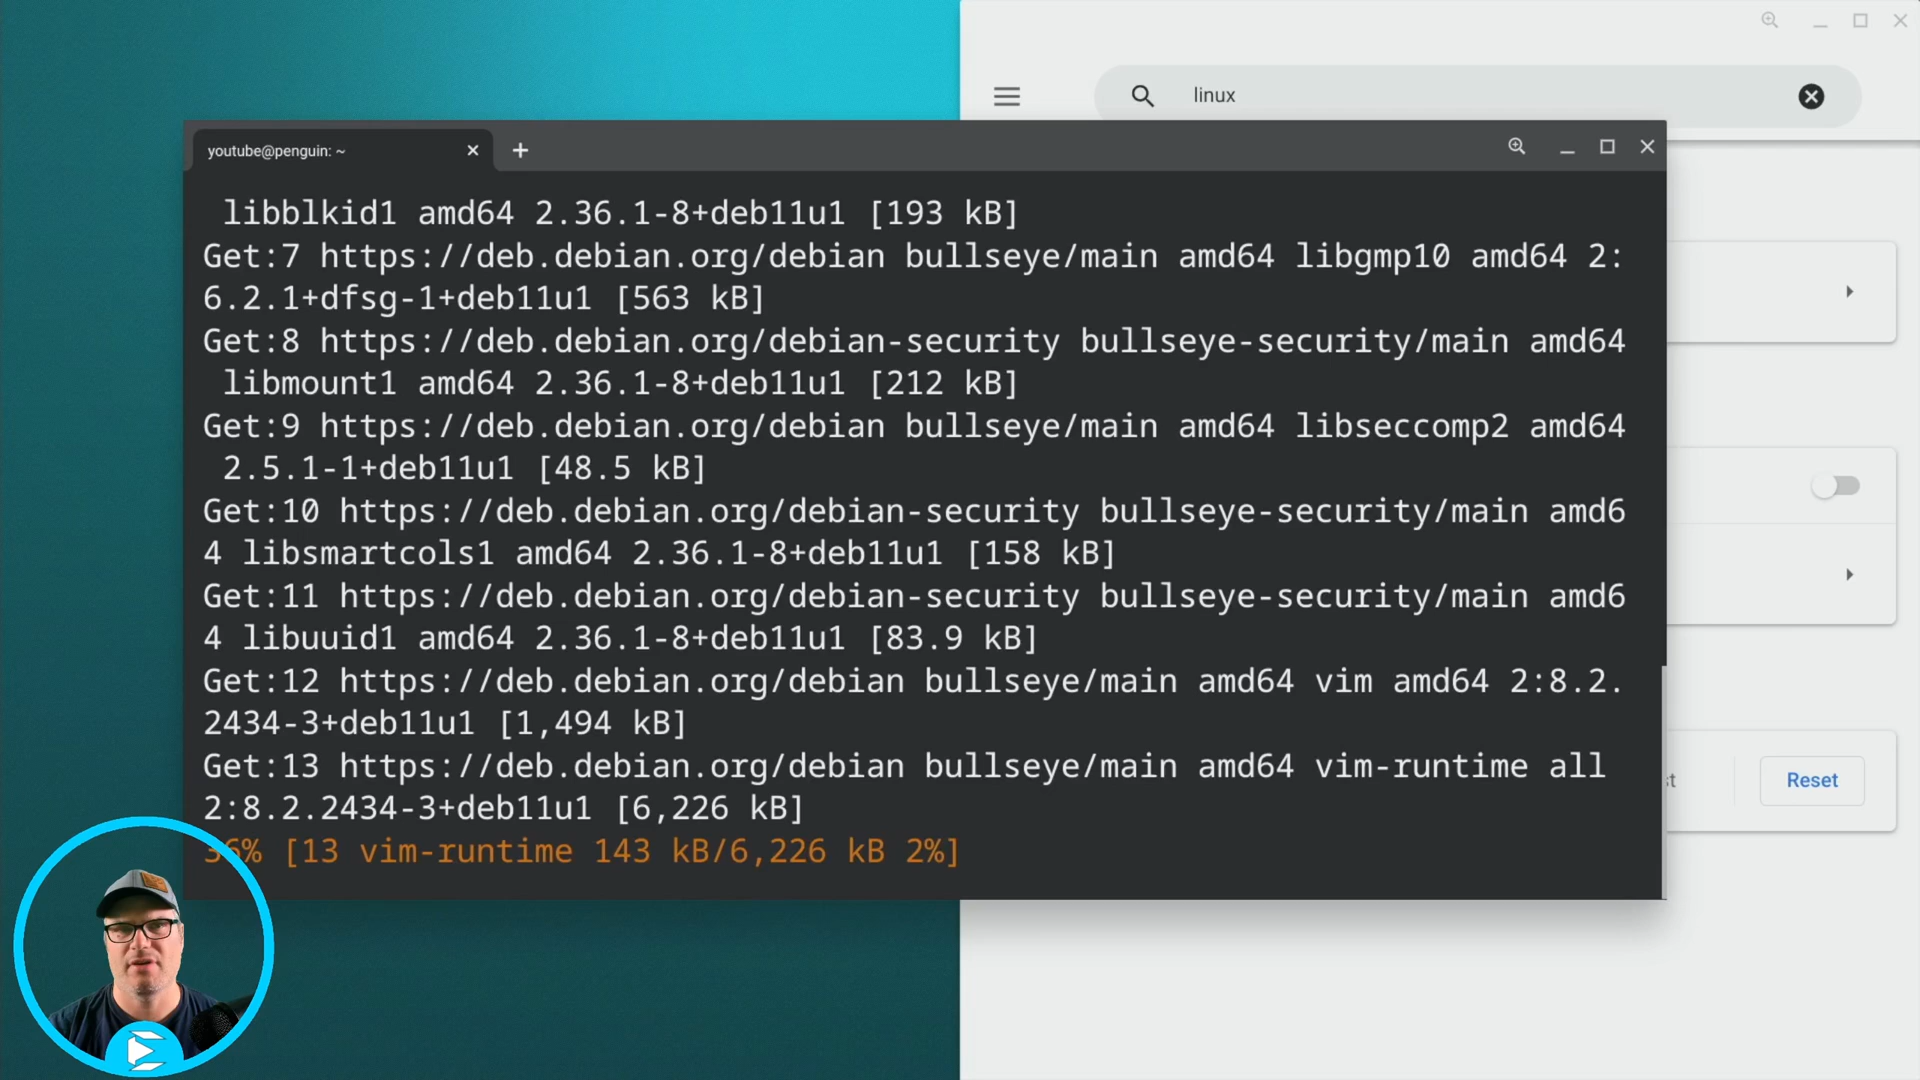 linux
youtube@penguin: ~
libblkid1 amd64 2.36.1-8+deb11u1 [193 kB]
Get:7 https://deb.debian.org/debian bullseye/main amd64 libgmp10 amd64 2:
6.2.1+dfsg-1+deb11u1 [563 kB]
Get:8 https://deb.debian.org/debian-security bullseye-security/main amd64
libmount1 amd64 2.36.1-8+deb11u1 [212 kB]
Get:9 https://deb.debian.org/debian bullseye/main amd64 libseccomp2 amd64
2.5.1-1+deb11u1 [48.5 kB]
Get:10 https://deb.debian.org/debian-security bullseye-security/main amd6
4 libsmartcols1 amd64 2.36.1-8+deb11u1 [158 kB]
Get:11 https://deb.debian.org/debian-security bullseye-security/main amd6
4 libuuid1 amd64 2.36.1-8+deb11u1 [83.9 kB]
Get:12 https://deb.debian.org/debian bullseye/main amd64 vim amd64 2:8.2.
2434-3+deb11u1 [1,494 kB]
Get:13 https://deb.debian.org/debian bullseye/main amd64 vim-runtime all
2:8.2.2434-3+deb11u1 [6,226 kB]
36% [13 vim-runtime 143 kB/6,226 kB 2%]
Reset